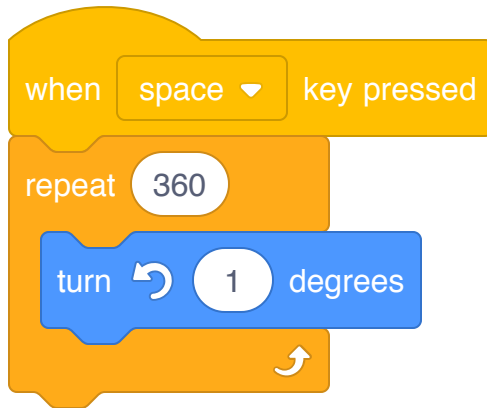 when space key pressed
repeat 360
turn 1 degrees